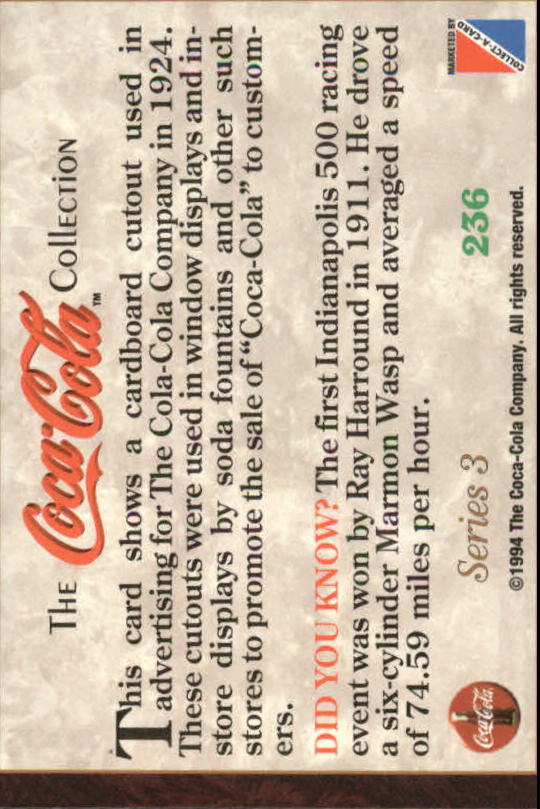 THE Coca-Cola COLLECTION
™
This card shows a cardboard cutout used in
advertising for The Cola-Cola Company in 1924.
These cutouts were used in window displays and in-
store displays by soda fountains and other such
stores to promote the sale of "Coca-Cola" to custom-
ers.
DID YOU KNOW? The first Indianapolis 500 racing
event was won by Ray Harround in 1911. He drove
a six-cylinder Marmon Wasp and averaged a speed
of 74.59 miles per hour.
Coca-Cola
Series 3
236
MARKETED BY
COLLECT-A-CARD
©1994 The Coca-Cola Company. All rights reserved.